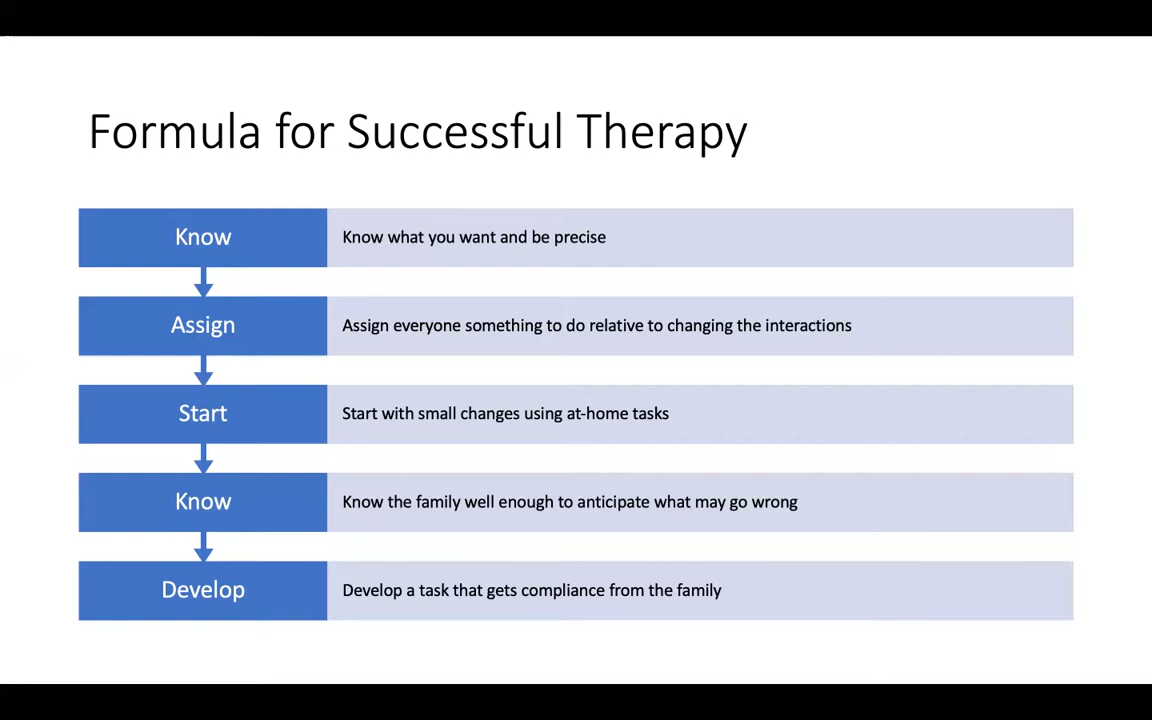 Formula for Successful Therapy
Know
Know what you want and be precise
Assign
Assign everyone something to do relative to changing the interactions
Start
Start with small changes using at-home tasks
Know
Know the family well enough to anticipate what may go wrong
Develop
Develop a task that gets compliance from the family